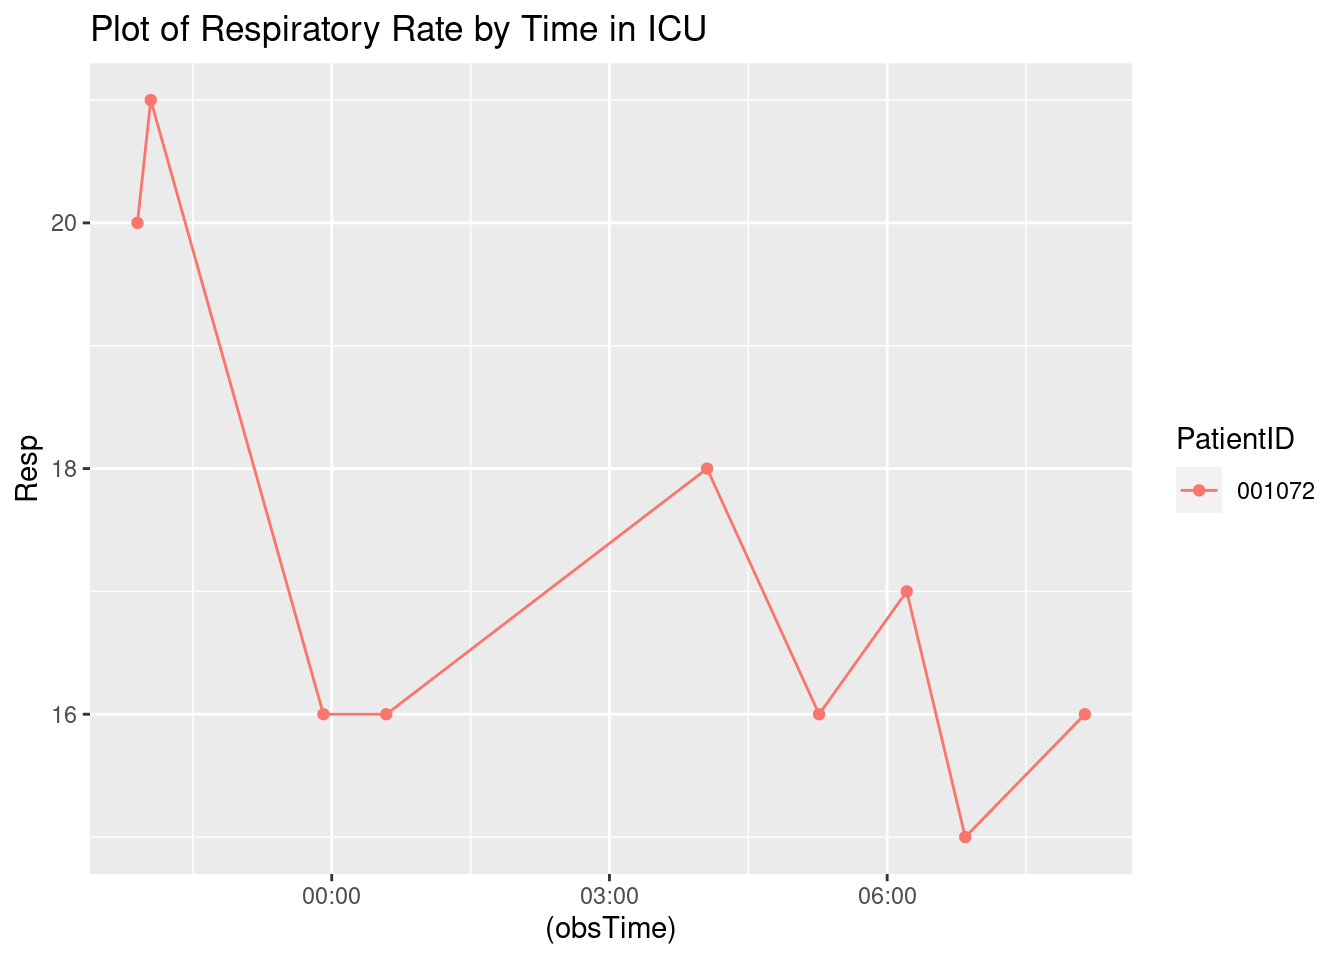 Plot of Respiratory Rate by Time in ICU
20
18
16
Resp
00:00 03:00 06:00
(obsTime)
PatientID
001072